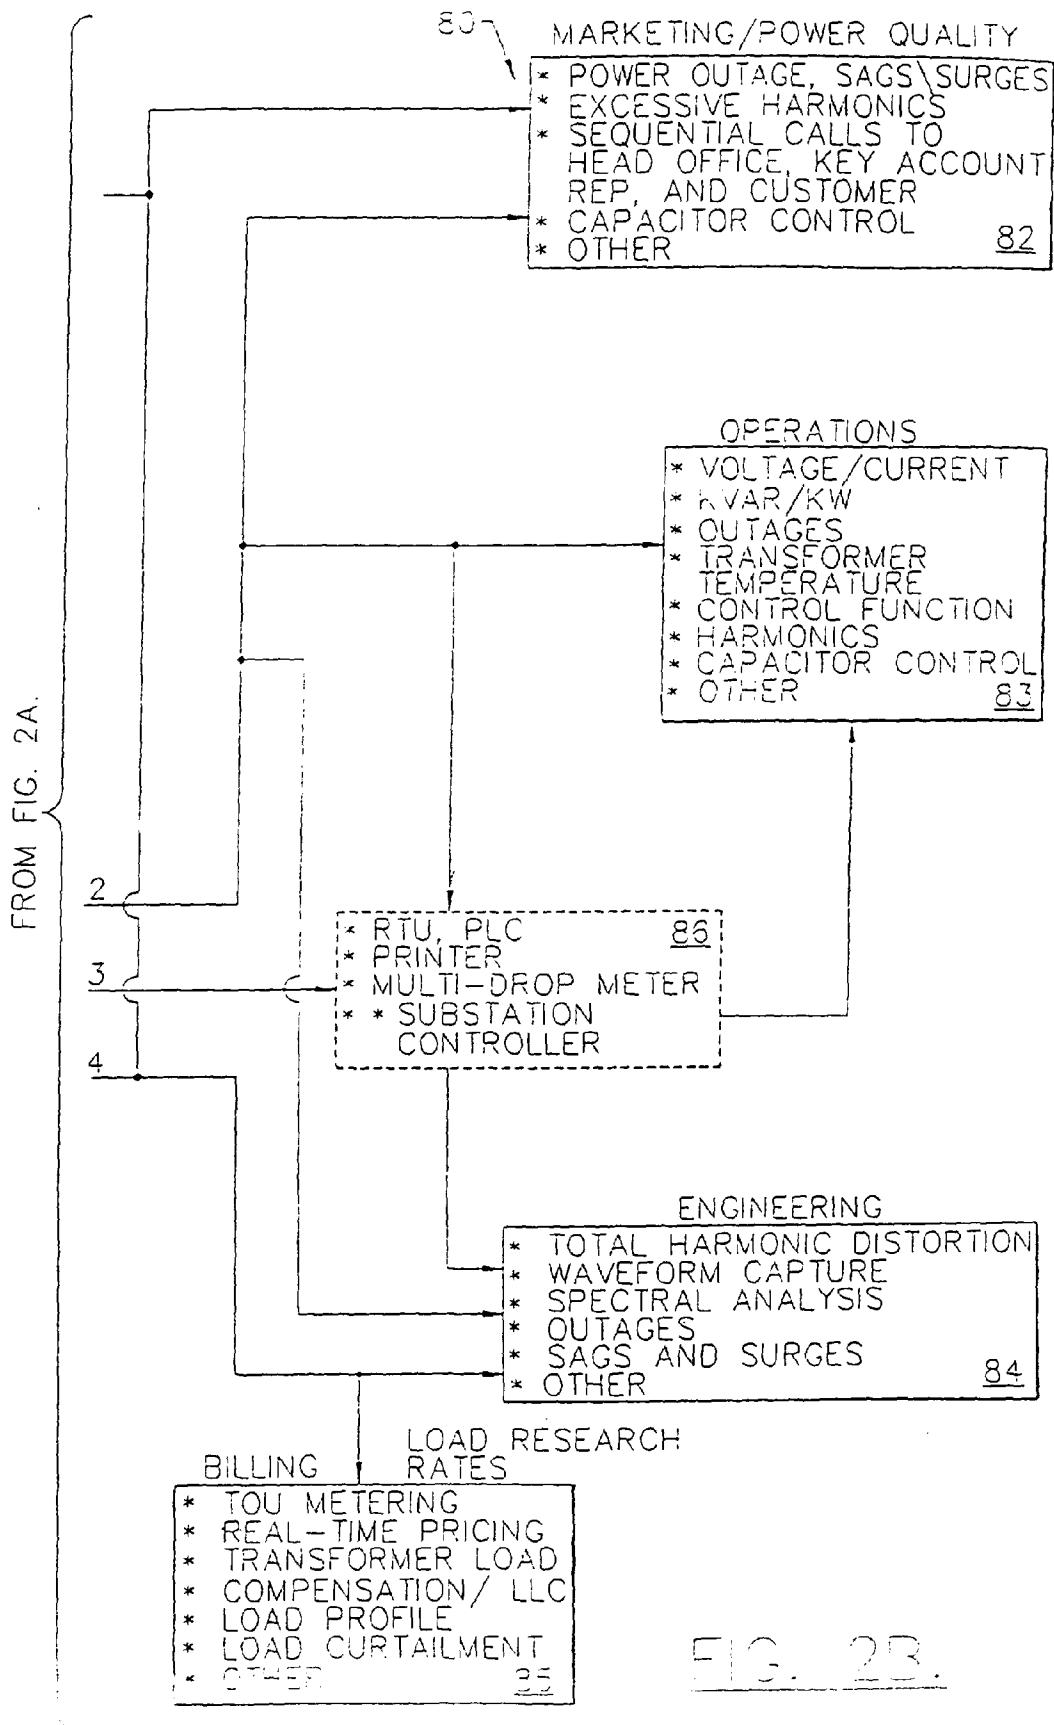 80
MARKETING/POWER QUALITY
* POWER OUTAGE, SAGS\SURGES
* EXCESSIVE HARMONICS
* SEQUENTIAL CALLS TO
HEAD OFFICE, KEY ACCOUNT
REP, AND CUSTOMER
* CAPACITOR CONTROL
* OTHER
82
OPERATIONS
* VOLTAGE/CURRENT
* KVAR/KW
* OUTAGES
* TRANSFORMER
TEMPERATURE
* CONTROL FUNCTION
* HARMONICS
* CAPACITOR CONTROL
* OTHER
83
FROM FIG. 2A.
2
3
4
* RTU, PLC
86
* PRINTER
* MULTI-DROP METER
* * SUBSTATION
CONTROLLER
ENGINEERING
* TOTAL HARMONIC DISTORTION
* WAVEFORM CAPTURE
* SPECTRAL ANALYSIS
* OUTAGES
* SAGS AND SURGES
* OTHER
84
BILLING
LOAD RESEARCH
RATES
* TOU METERING
* REAL-TIME PRICING
* TRANSFORMER LOAD
* COMPENSATION/ LLC
* LOAD PROFILE
* LOAD CURTAILMENT
* OTHER
85
FIG. 2B.